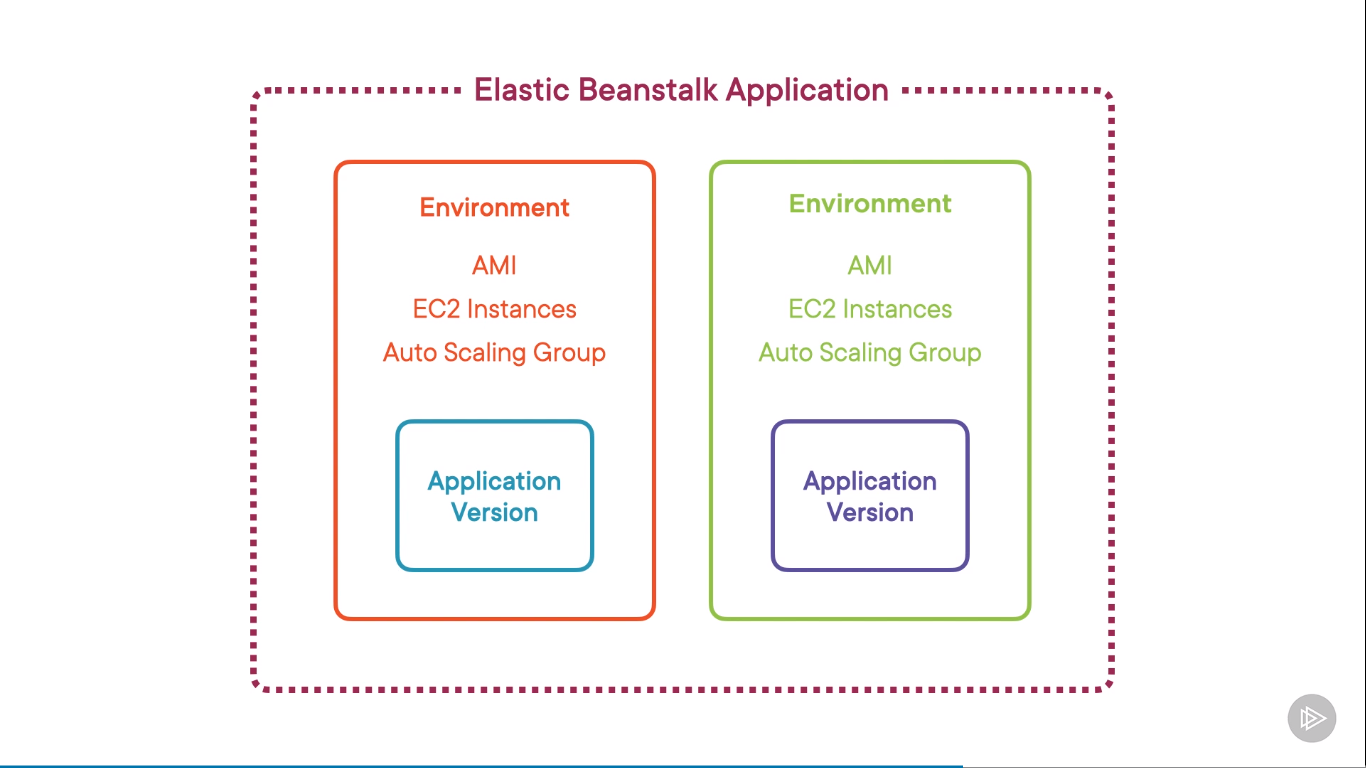 Elastic Beanstalk Application
Environment
AMI
EC2 Instances
Auto Scaling Group
Application
Version
Environment
AMI
EC2 Instances
Auto Scaling Group
Application
Version